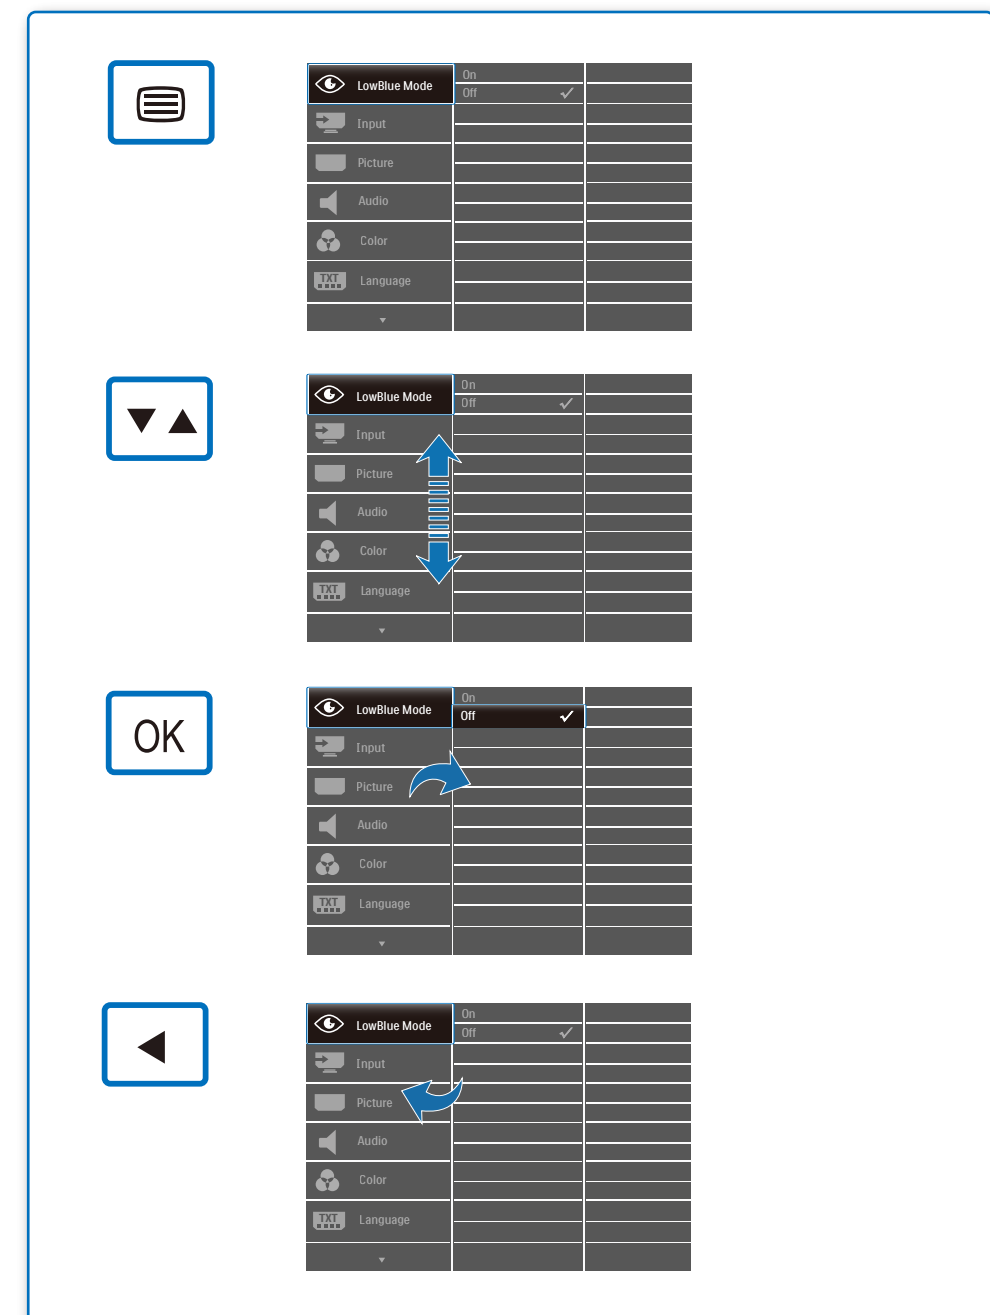 On
LowBlue Mode
Off
Input
Picture
Audio
Color
TXT
Language
On
LowBlue Mode
Off
Input
Picture
Audio
Color
TXT
Language
OK
On
LowBlue Mode
Off
Input
Picture
Audio
Color
TXT
Language
On
LowBlue Mode
Off
Input
Picture
Audio
Color
TXT
Language